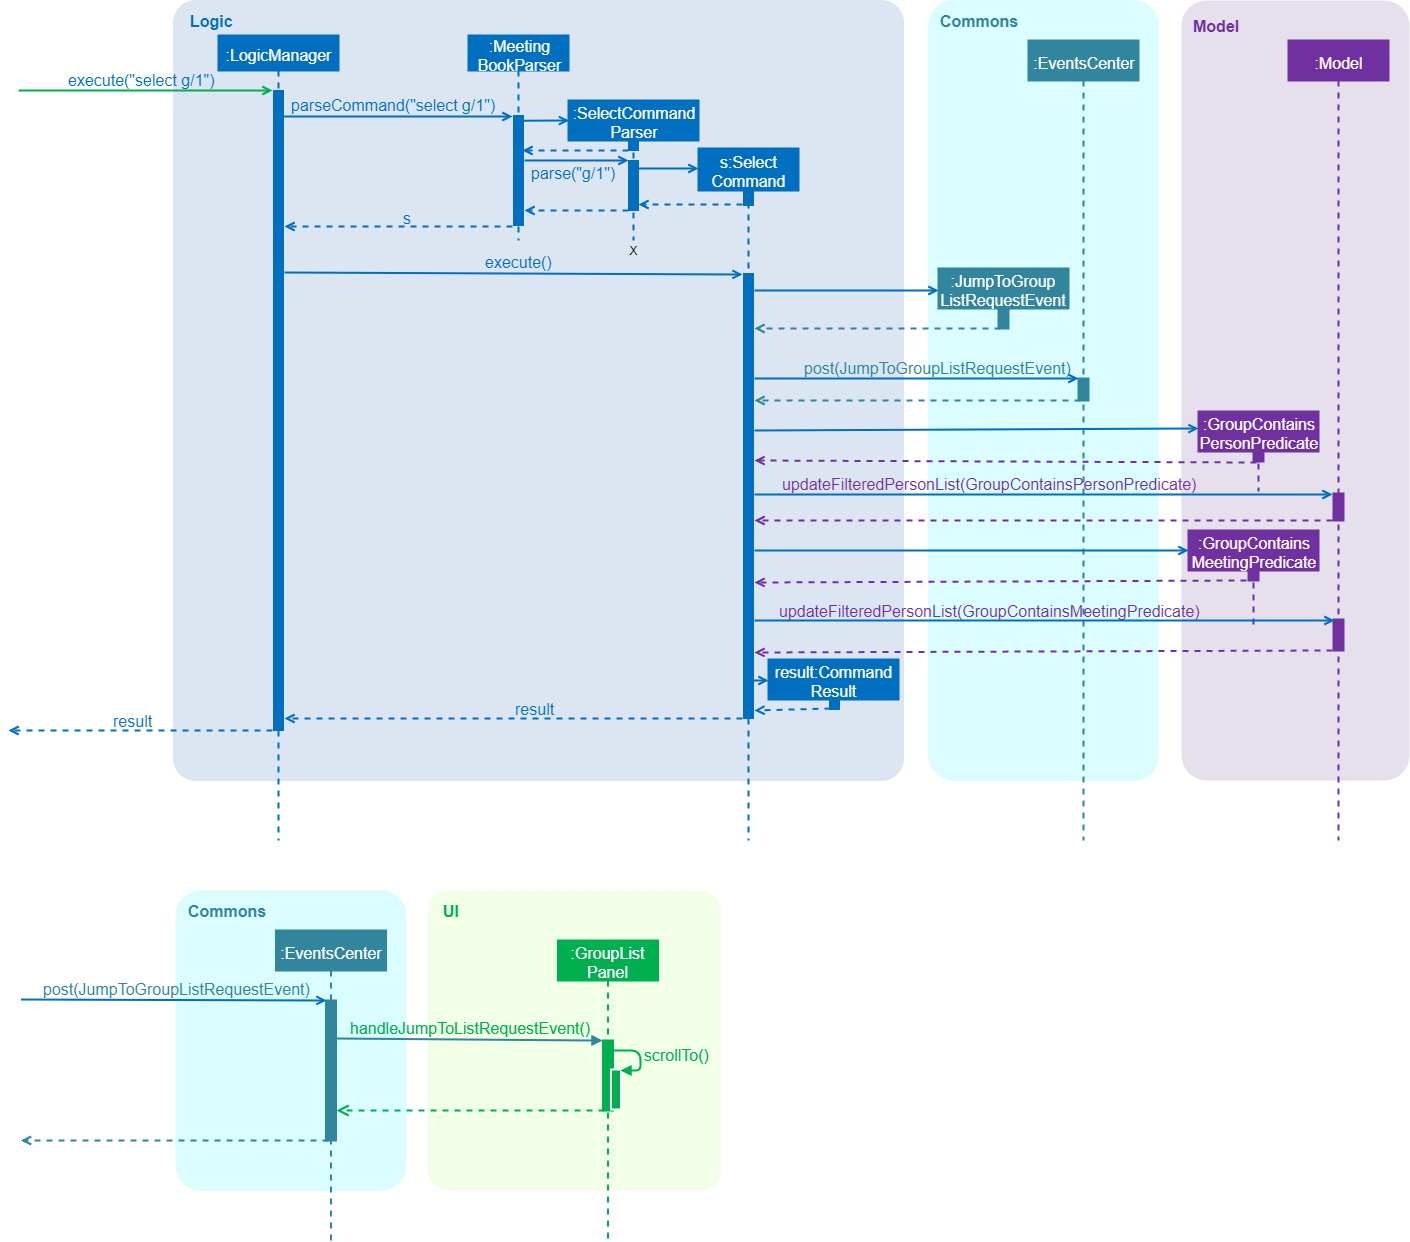 Logic
Commons
Model
:LogicManager
:Meeting
BookParser
:EventsCenter
:Model
execute("select g/1")
parseCommand("select g/1")
:SelectCommand
Parser
parse("g/1")
s:Select
Command
s
x
execute()
:JumpToGroup
ListRequestEvent
post(JumpToGroupListRequestEvent)
:GroupContains
PersonPredicate
updateFilteredPersonList(GroupContainsPersonPredicate)
:GroupContains
MeetingPredicate
updateFilteredPersonList(GroupContainsMeetingPredicate)
result:Command
Result
result
result
Commons
UI
:EventsCenter
:GroupList
Panel
post(JumpToGroupListRequestEvent)
handleJumpToListRequestEvent()
scrollTo()